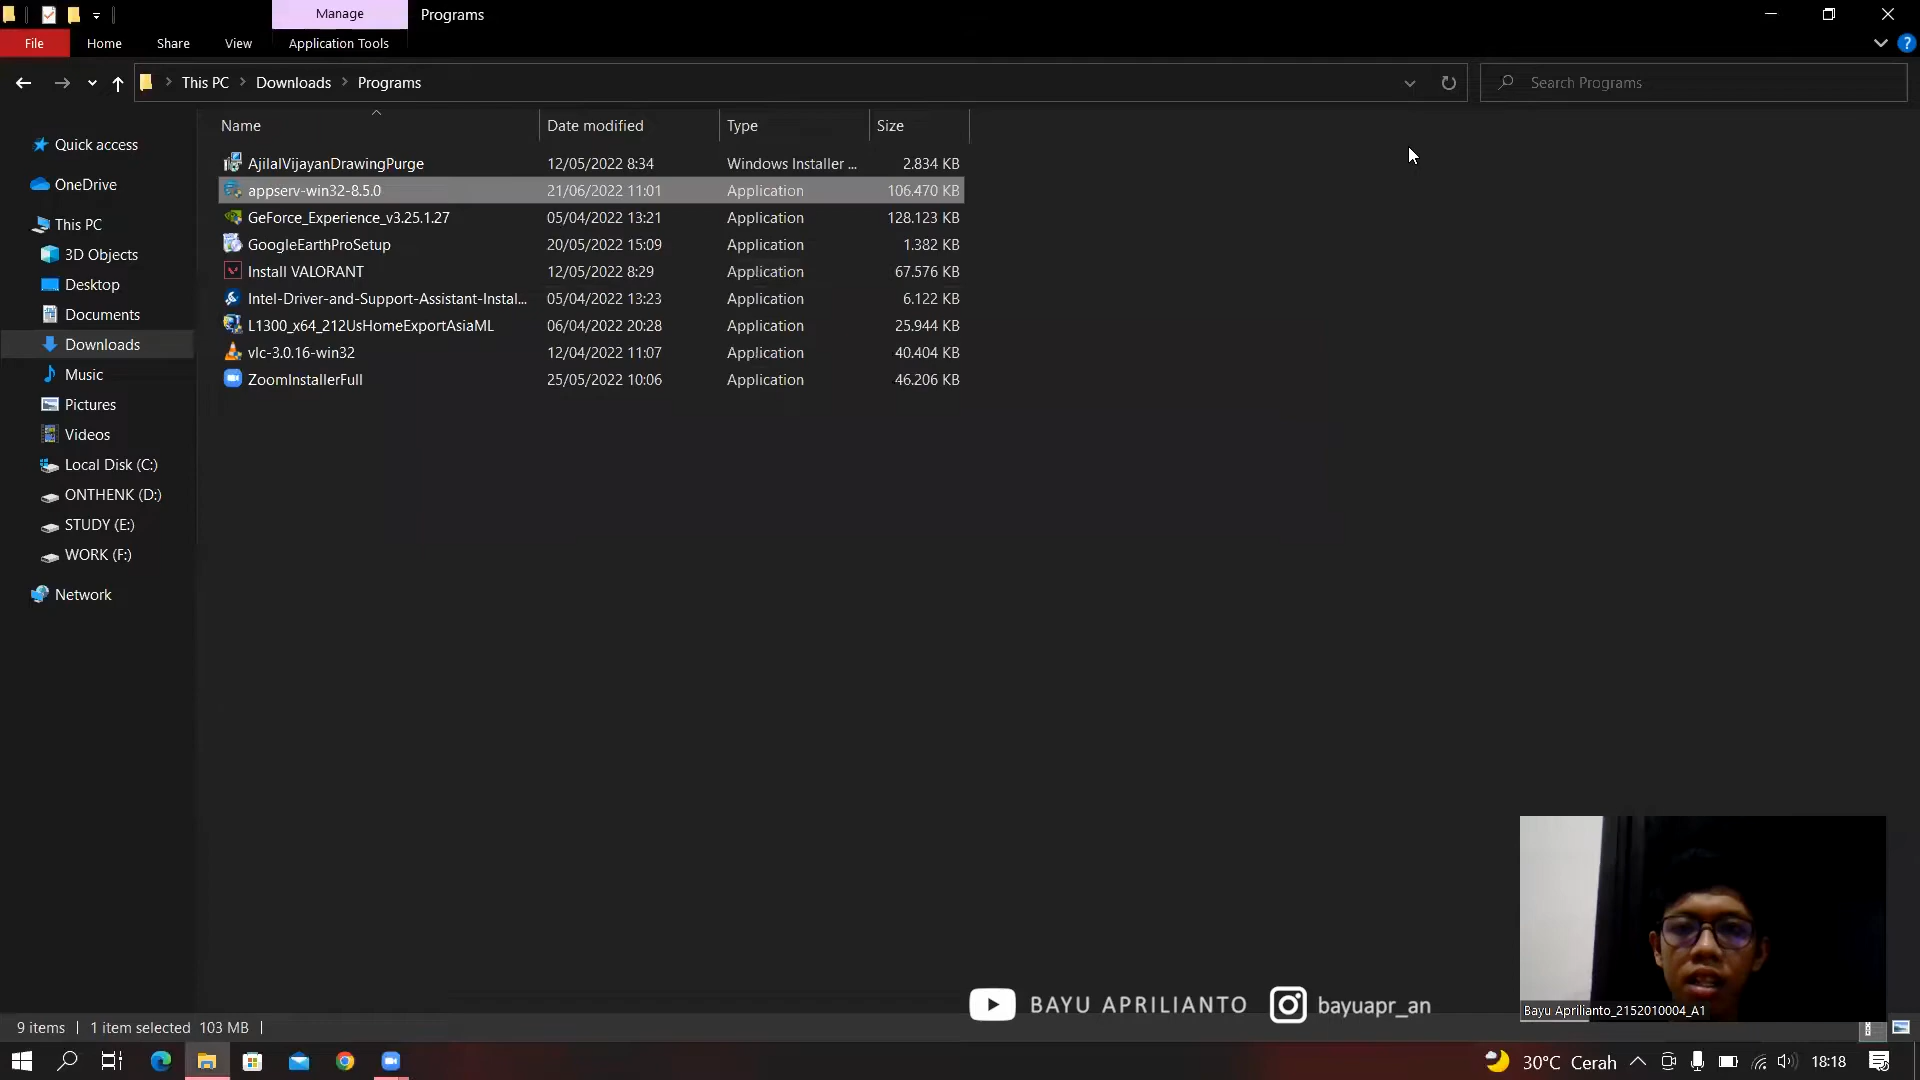 Manage
Programs
File
Home
Share
View
Application Tools
This PC
Downloads
Programs
Search Programs
Name
Date modified
Type
Size
Quick access
OneDrive
This PC
3D Objects
Desktop
Documents
Downloads
Music
Pictures
Videos
Local Disk (C:)
ONTHENK (D:)
STUDY (E:)
WORK (F:)
Network
AjilalVijayanDrawingPurge 12/05/2022 8:34 Windows Installer ... 2.834 KB
appserv-win32-8.5.0 21/06/2022 11:01 Application 106.470 KB
GeForce_Experience_v3.25.1.27 05/04/2022 13:21 Application 128.123 KB
GoogleEarthProSetup 20/05/2022 15:09 Application 1.382 KB
Install VALORANT 12/05/2022 8:29 Application 67.576 KB
Intel-Driver-and-Support-Assistant-Instal... 05/04/2022 13:23 Application 6.122 KB
L1300_x64_212UsHomeExportAsiaML 06/04/2022 20:28 Application 25.944 KB
vlc-3.0.16-win32 12/04/2022 11:07 Application 40.404 KB
ZoomInstallerFull 25/05/2022 10:06 Application 46.206 KB
BAYU APRILIANTO
bayuapr_an
Bayu Aprilianto_2152010004_A1
9 items
1 item selected 103 MB
30°C Cerah
18:18